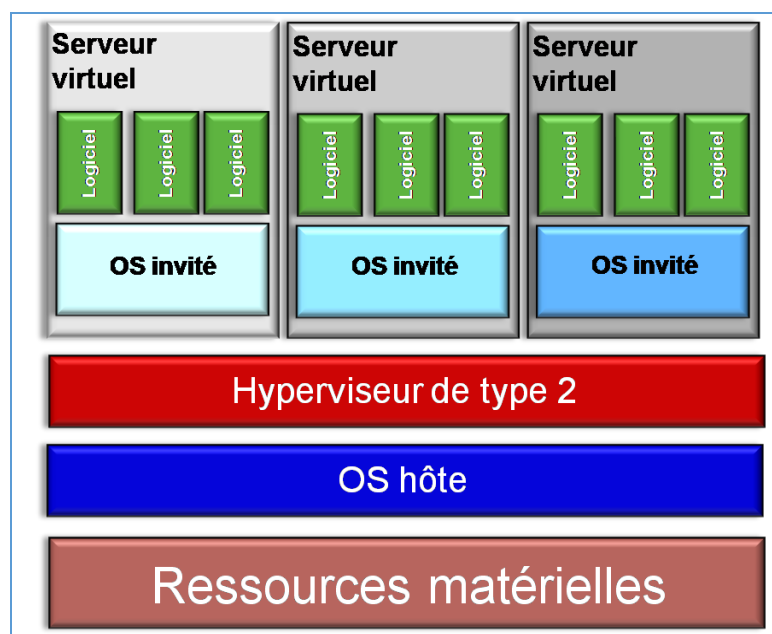 Serveur
virtuel
Logiciel
Logiciel
Logiciel
OS invité
Serveur
virtuel
Logiciel
Logiciel
Logiciel
OS invité
Serveur
virtuel
Logiciel
Logiciel
Logiciel
OS invité
Hyperviseur de type 2
OS hôte
Ressources matérielles